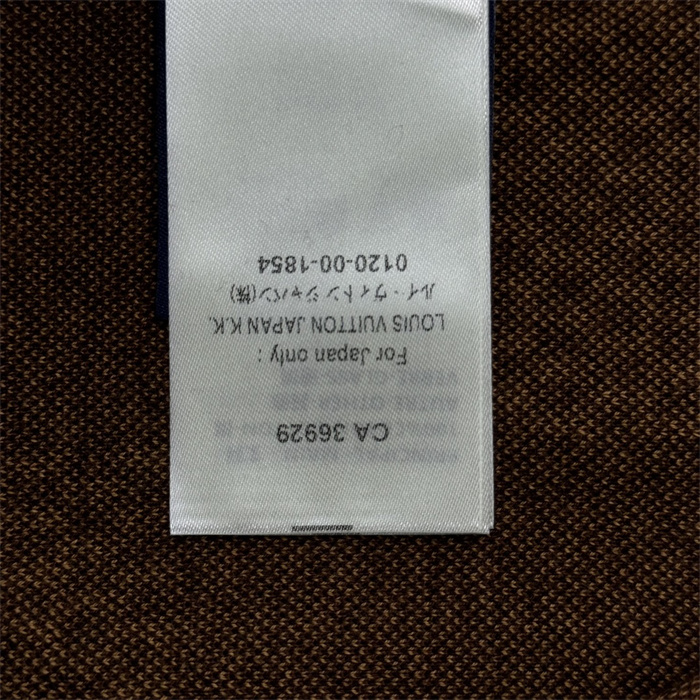 CA 36929
For Japan only :
LOUIS VUITTON JAPAN K.K.
ルイ・ヴィトン ジャパン(株)
0120-00-1854